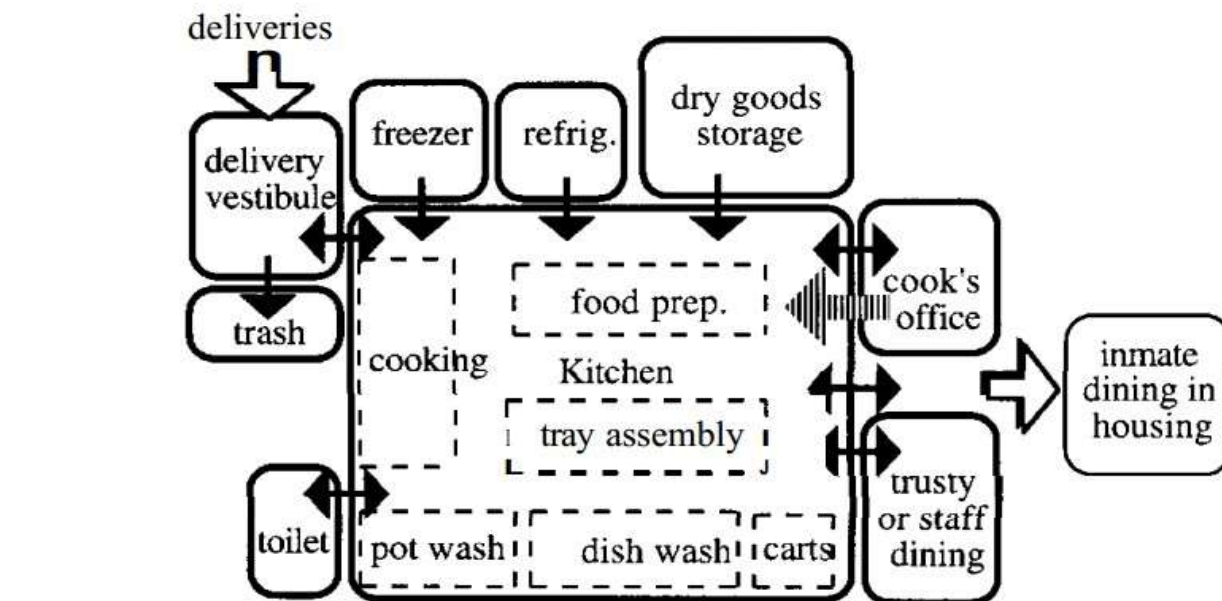 deliveries
delivery
vestibule
trash
freezer
refrig.
dry goods
storage
cook's
office
food prep.
cooking
Kitchen
tray assembly
inmate
dining in
housing
toilet
pot wash
dish wash
carts
trusty
or staff
dining